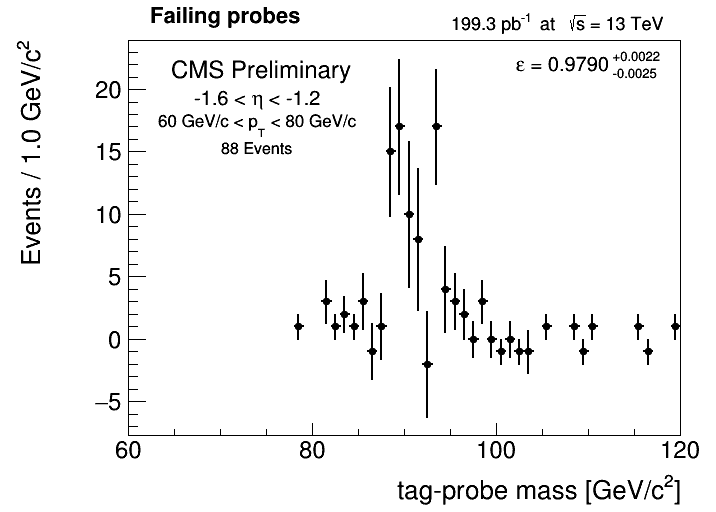 Failing probes
199.3 pb⁻¹ at √s = 13 TeV
CMS Preliminary
ε = 0.9790 +0.0022 -0.0025
-1.6 < η < -1.2
60 GeV/c < p_T < 80 GeV/c
88 Events
Events / 1.0 GeV/c²
20
15
10
5
0
−5
60 80 100 120
tag-probe mass [GeV/c²]